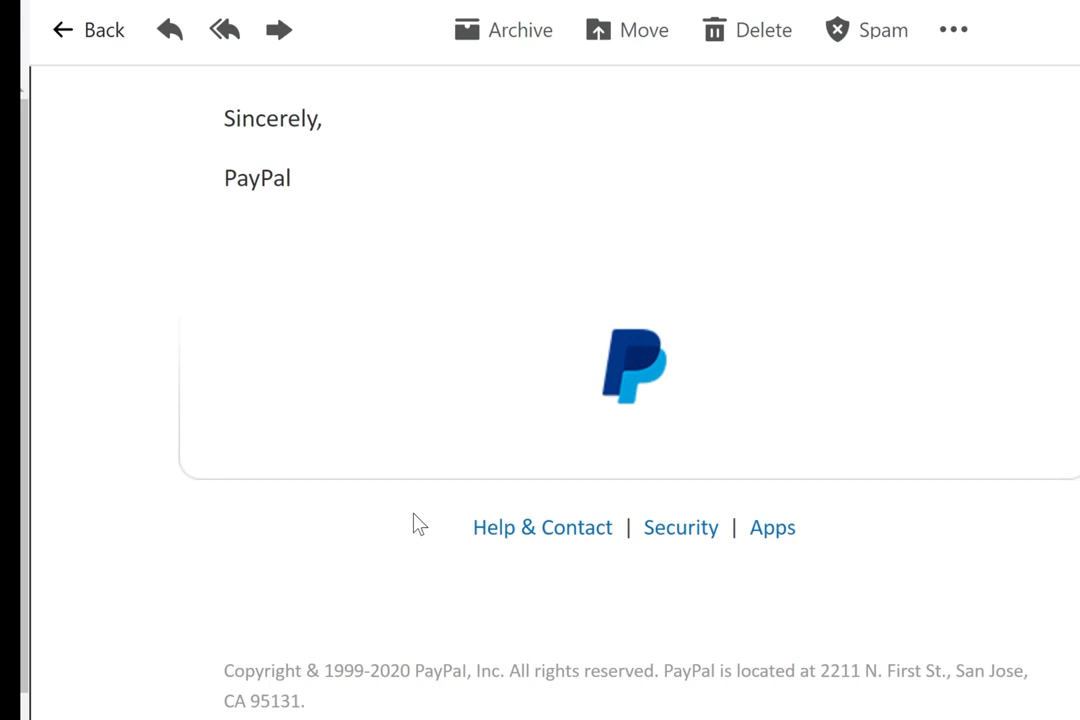 Back Archive Move Delete Spam
Sincerely,
PayPal
Help & Contact | Security | Apps
Copyright & 1999-2020 PayPal, Inc. All rights reserved. PayPal is located at 2211 N. First St., San Jose,
CA 95131.